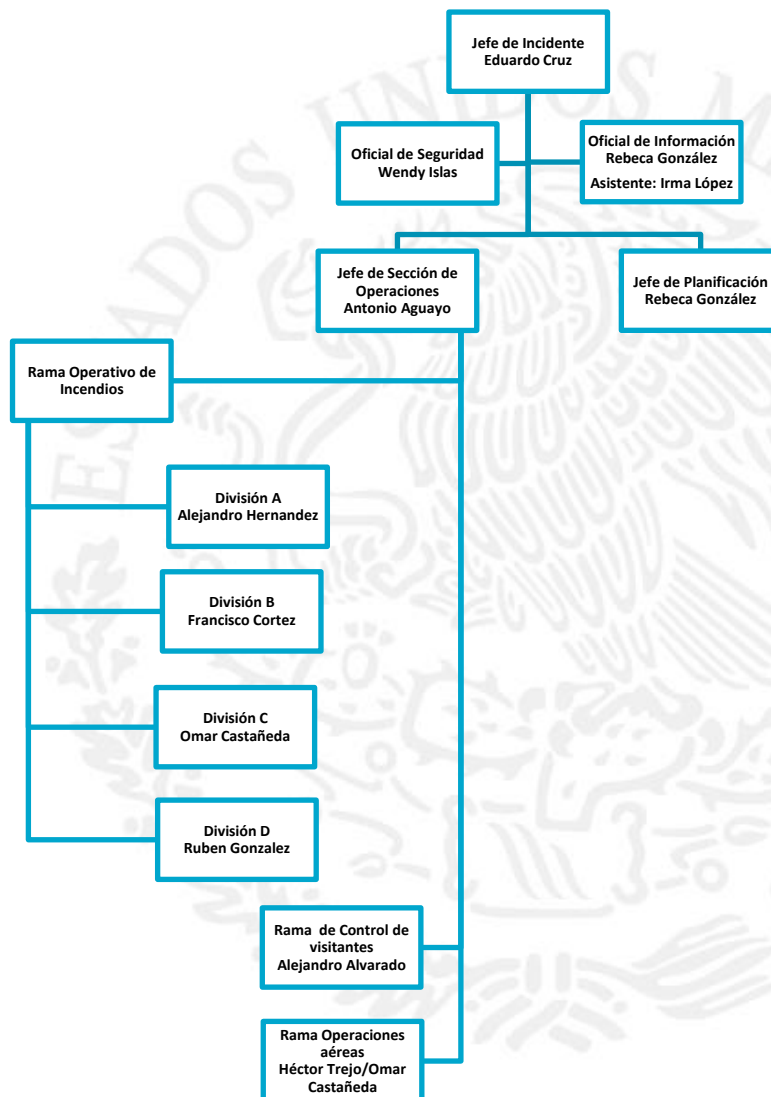 Jefe de Incidente
Eduardo Cruz
Oficial de Seguridad
Wendy Islas
Oficial de Información
Rebeca González
Asistente: Irma López
Jefe de Sección de
Operaciones
Antonio Aguayo
Jefe de Planificación
Rebeca González
Rama Operativo de
Incendios
División A
Alejandro Hernandez
División B
Francisco Cortez
División C
Omar Castañeda
División D
Ruben Gonzalez
Rama de Control de
visitantes
Alejandro Alvarado
Rama Operaciones
aéreas
Héctor Trejo/Omar
Castañeda
ESTADOS UNIDOS M